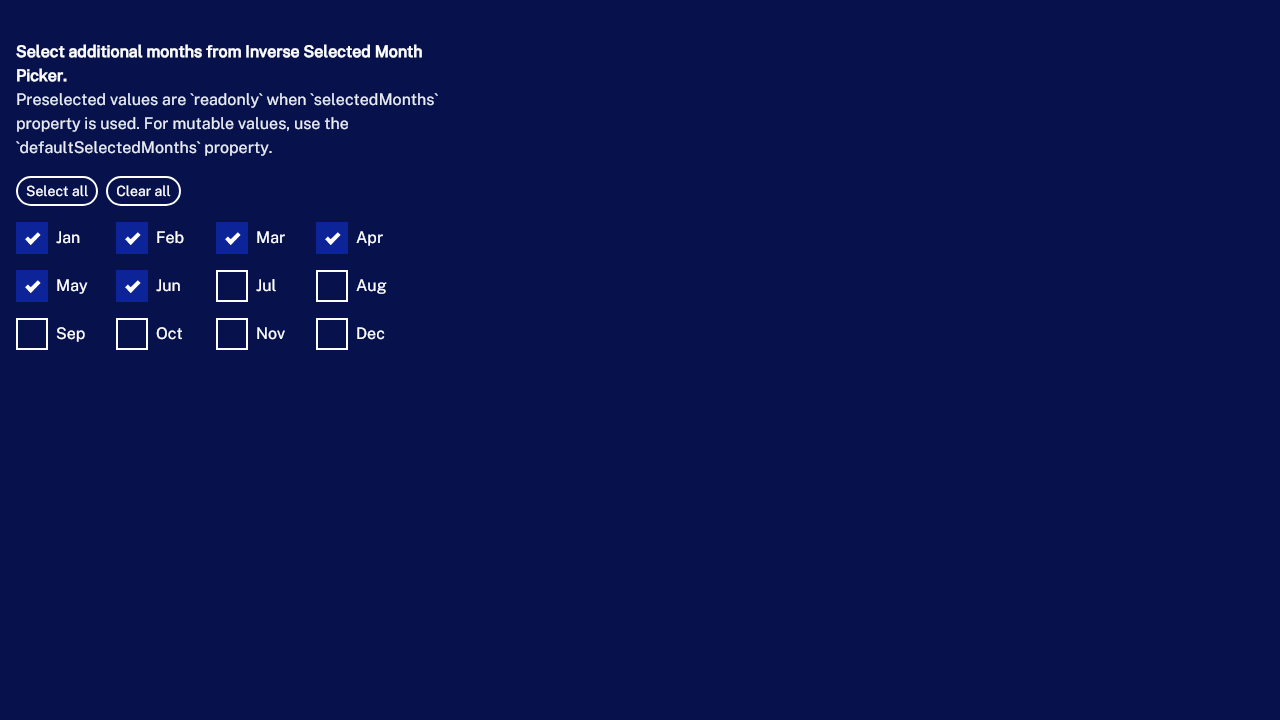 Select additional months from Inverse Selected Month
Picker.
Preselected values are `readonly` when `selectedMonths`
property is used. For mutable values, use the
`defaultSelectedMonths` property.
Select all Clear all
Jan Feb Mar Apr
May Jun Jul Aug
Sep Oct Nov Dec